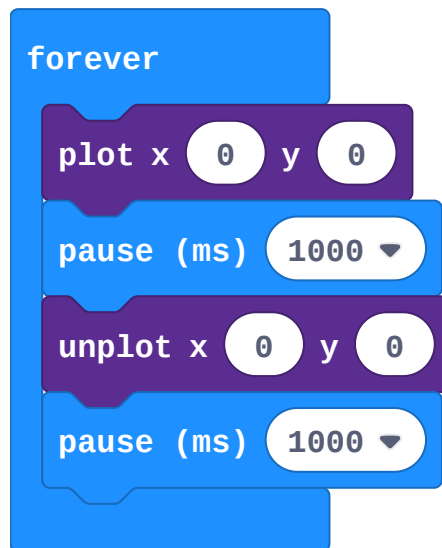 forever
plot x 0 y 0
pause (ms) 1000
unplot x 0 y 0
pause (ms) 1000